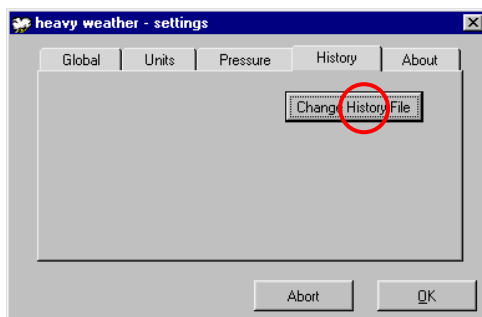 heavy weather - settings
Global Units Pressure History About
Change History File
Abort OK